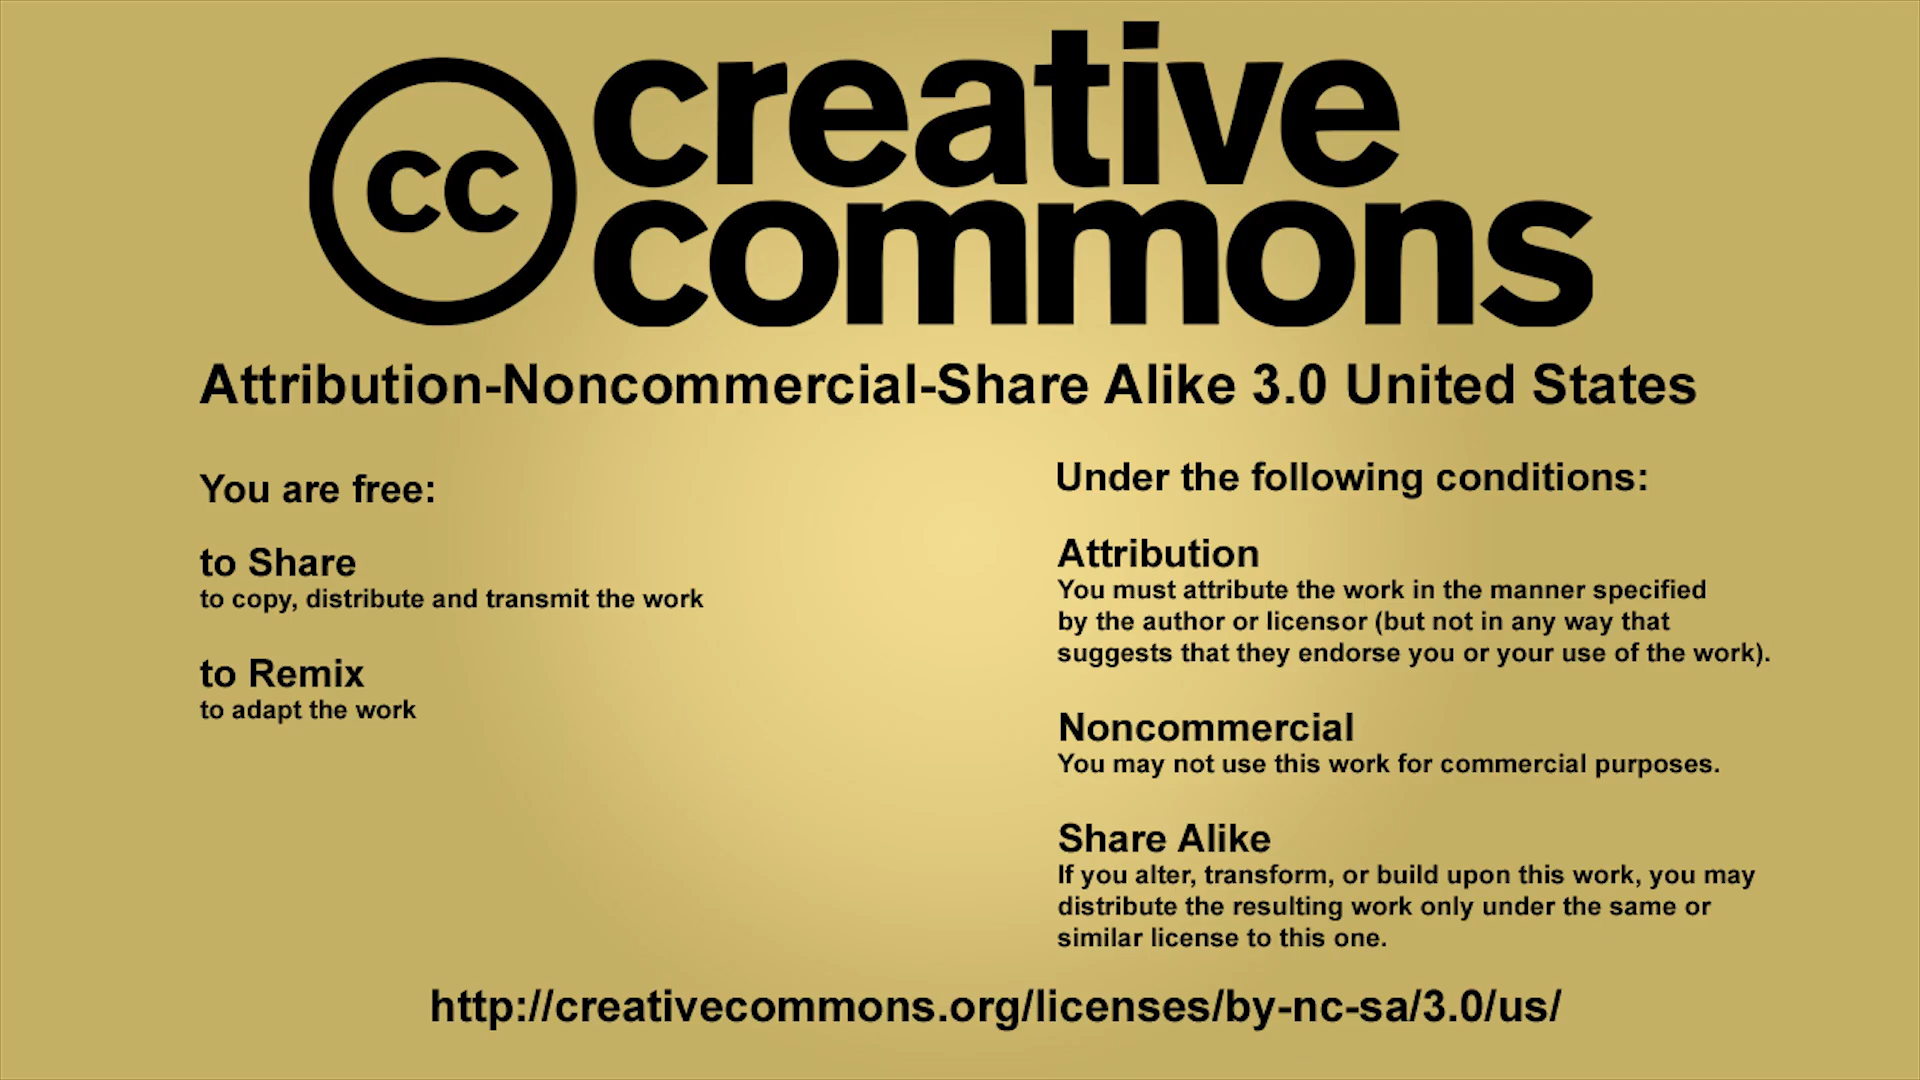 cc creative
commons
Attribution-Noncommercial-Share Alike 3.0 United States
You are free:
to Share
to copy, distribute and transmit the work
to Remix
to adapt the work
Under the following conditions:
Attribution
You must attribute the work in the manner specified
by the author or licensor (but not in any way that
suggests that they endorse you or your use of the work).
Noncommercial
You may not use this work for commercial purposes.
Share Alike
If you alter, transform, or build upon this work, you may
distribute the resulting work only under the same or
similar license to this one.
http://creativecommons.org/licenses/by-nc-sa/3.0/us/